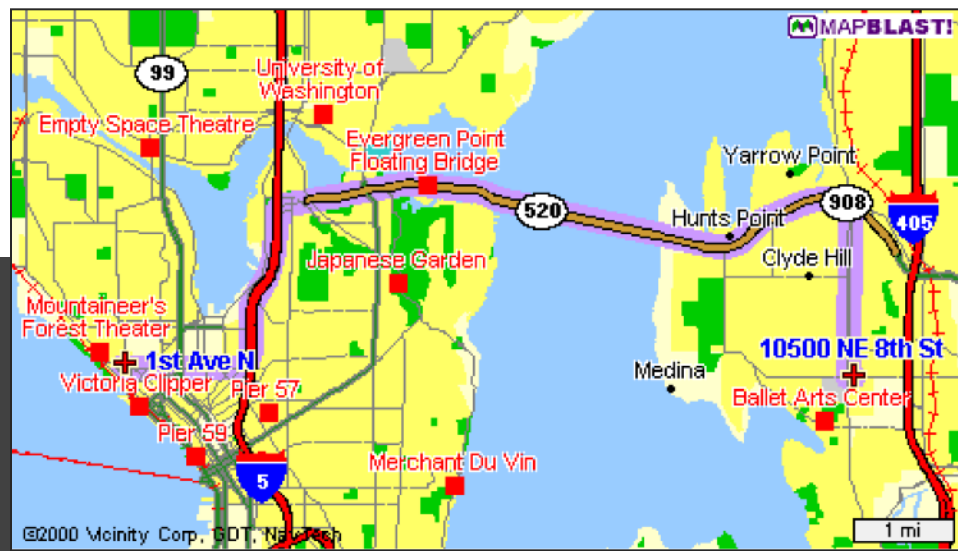 MAPBLAST!
99
University of
Washington
Empty Space Theatre
Evergreen Point
Floating Bridge
Yarrow Point
520
908
Hunts Point
405
Japanese Garden
Clyde Hill
Mountaineer's
Forest Theater
1st Ave N
10500 NE 8th St
Victoria Clipper
Pier 57
Medina
Ballet Arts Center
Pier 59
Merchant Du Vin
5
©2000 Vicinity Corp, GDT, NavTech
1 mi